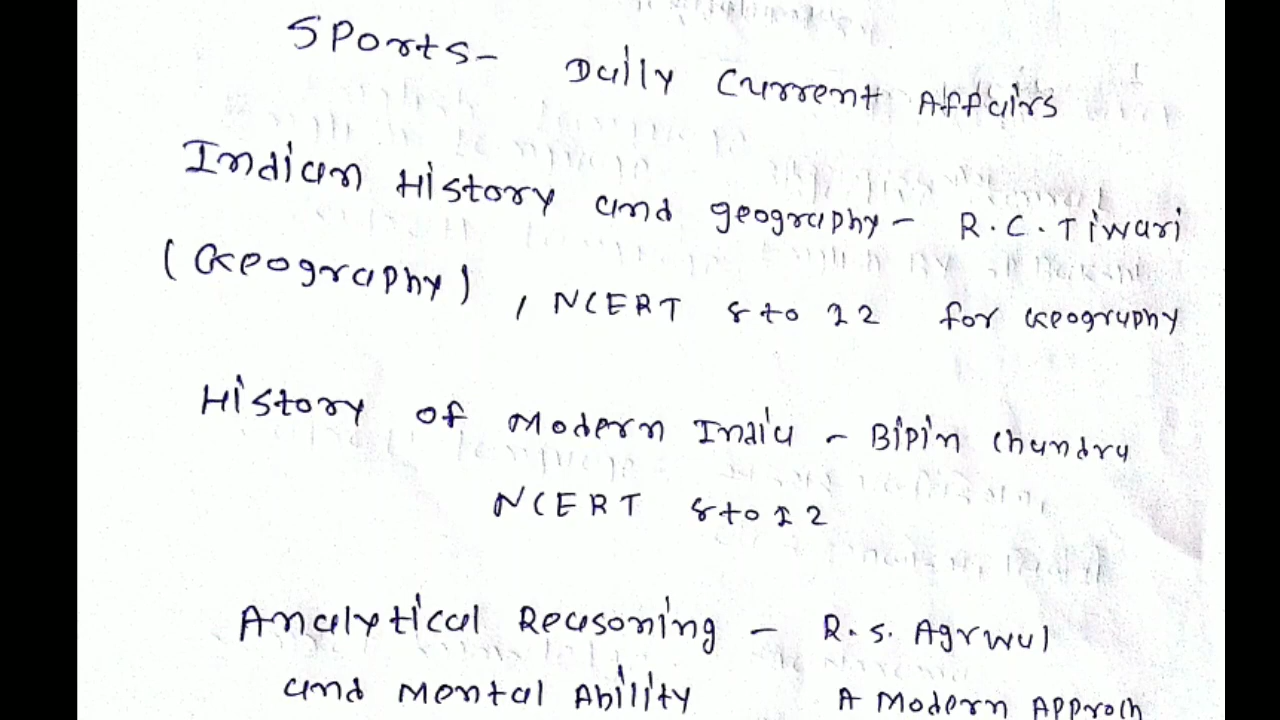 Sports - Daily Current Affairs
Indian History and geography - R.C. Tiwari
(Geography), NCERT 8 to 12 for Geography
History of Modern India - Bipin Chandra
NCERT 8 to 12
Analytical Reasoning - R.S. Agrwal
and Mental Ability A Modern Approch